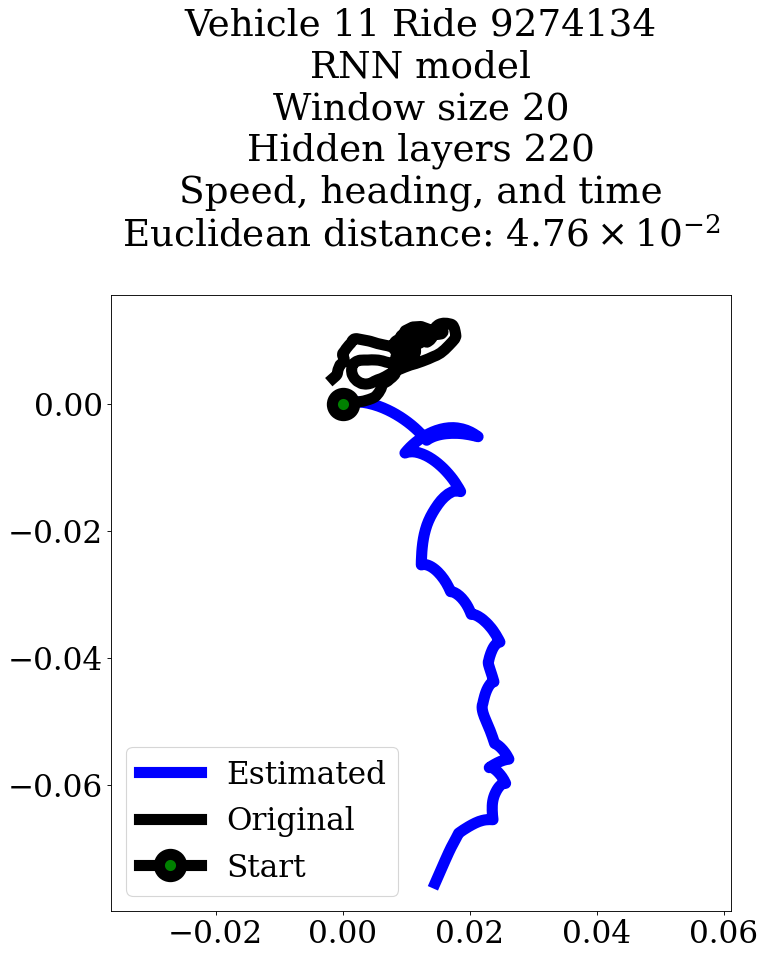 Vehicle 11 Ride 9274134
RNN model
Window size 20
Hidden layers 220
Speed, heading, and time
Euclidean distance: 4.76 × 10⁻²
0.00
−0.02
−0.04
−0.06
Estimated
Original
Start
−0.02 0.00 0.02 0.04 0.06